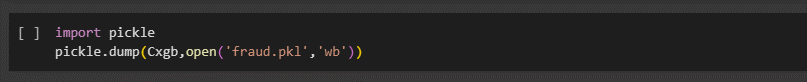 [ ] import pickle
pickle.dump(Cxgb,open('fraud.pkl','wb'))